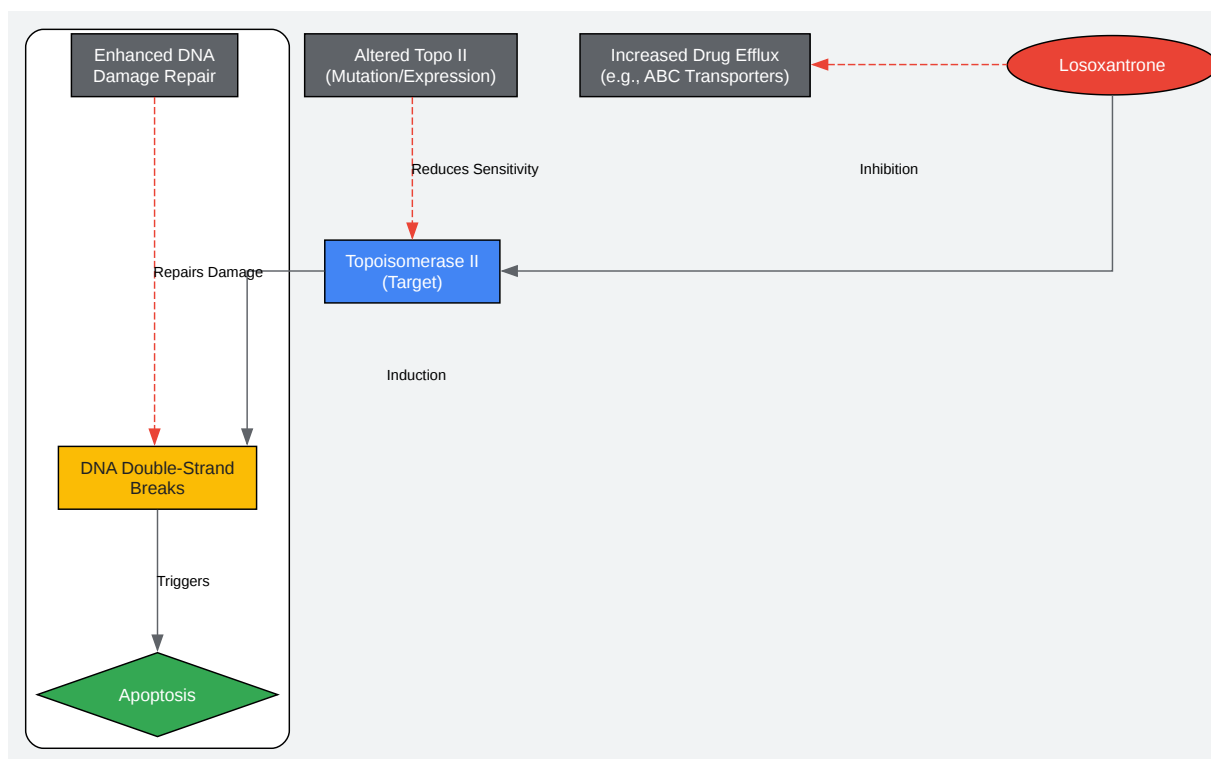 Enhanced DNA
Damage Repair
Altered Topo II
(Mutation/Expression)
Increased Drug Efflux
(e.g., ABC Transporters)
Losoxantrone
Reduces Sensitivity
Inhibition
Topoisomerase II
(Target)
Repairs Damage
Induction
DNA Double-Strand
Breaks
Triggers
Apoptosis